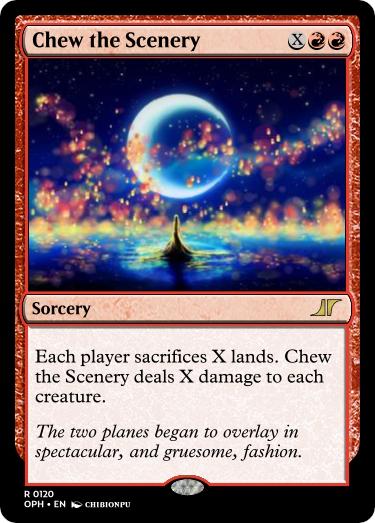 Chew the Scenery X
Sorcery
Each player sacrifices X lands. Chew
the Scenery deals X damage to each
creature.
The two planes began to overlay in
spectacular, and gruesome, fashion.
R 0120
OPH • EN CHIBIONPU